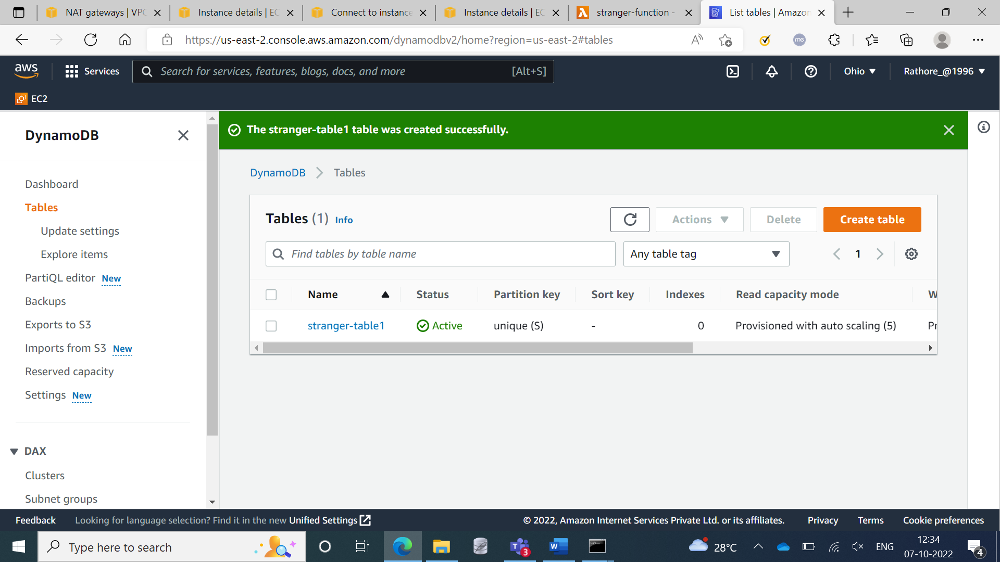 NAT gateways | VPC
Instance details | EC
Connect to instance
Instance details | EC
stranger-function -
List tables | Amazon
https://us-east-2.console.aws.amazon.com/dynamodbv2/home?region=us-east-2#tables
me
aws
Services
Search for services, features, blogs, docs, and more
[Alt+S]
Ohio
Rathore_@1996
EC2
DynamoDB
The stranger-table1 table was created successfully.
Dashboard
Tables
Update settings
Explore items
PartiQL editor New
Backups
Exports to S3
Imports from S3 New
Reserved capacity
Settings New
DAX
Clusters
Subnet groups
DynamoDB
Tables
Tables (1) Info
Actions
Delete
Create table
Find tables by table name
Any table tag
1
Name Status Partition key Sort key Indexes Read capacity mode W
stranger-table1 Active unique (S) - 0 Provisioned with auto scaling (5) Pr
Feedback
Looking for language selection? Find it in the new Unified Settings
© 2022, Amazon Internet Services Private Ltd. or its affiliates.
Privacy
Terms
Cookie preferences
Type here to search
3
28°C
ENG
12:34
07-10-2022
4